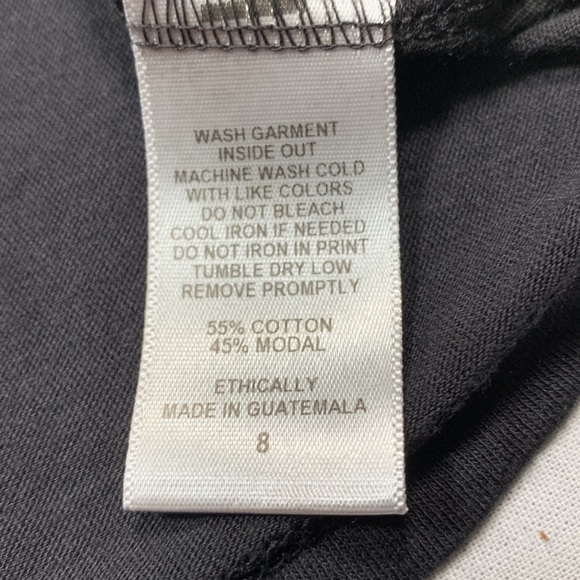 WASH GARMENT
INSIDE OUT
MACHINE WASH COLD
WITH LIKE COLORS
DO NOT BLEACH
COOL IRON IF NEEDED
DO NOT IRON IN PRINT
TUMBLE DRY LOW
REMOVE PROMPTLY
55% COTTON
45% MODAL
ETHICALLY
MADE IN GUATEMALA
8